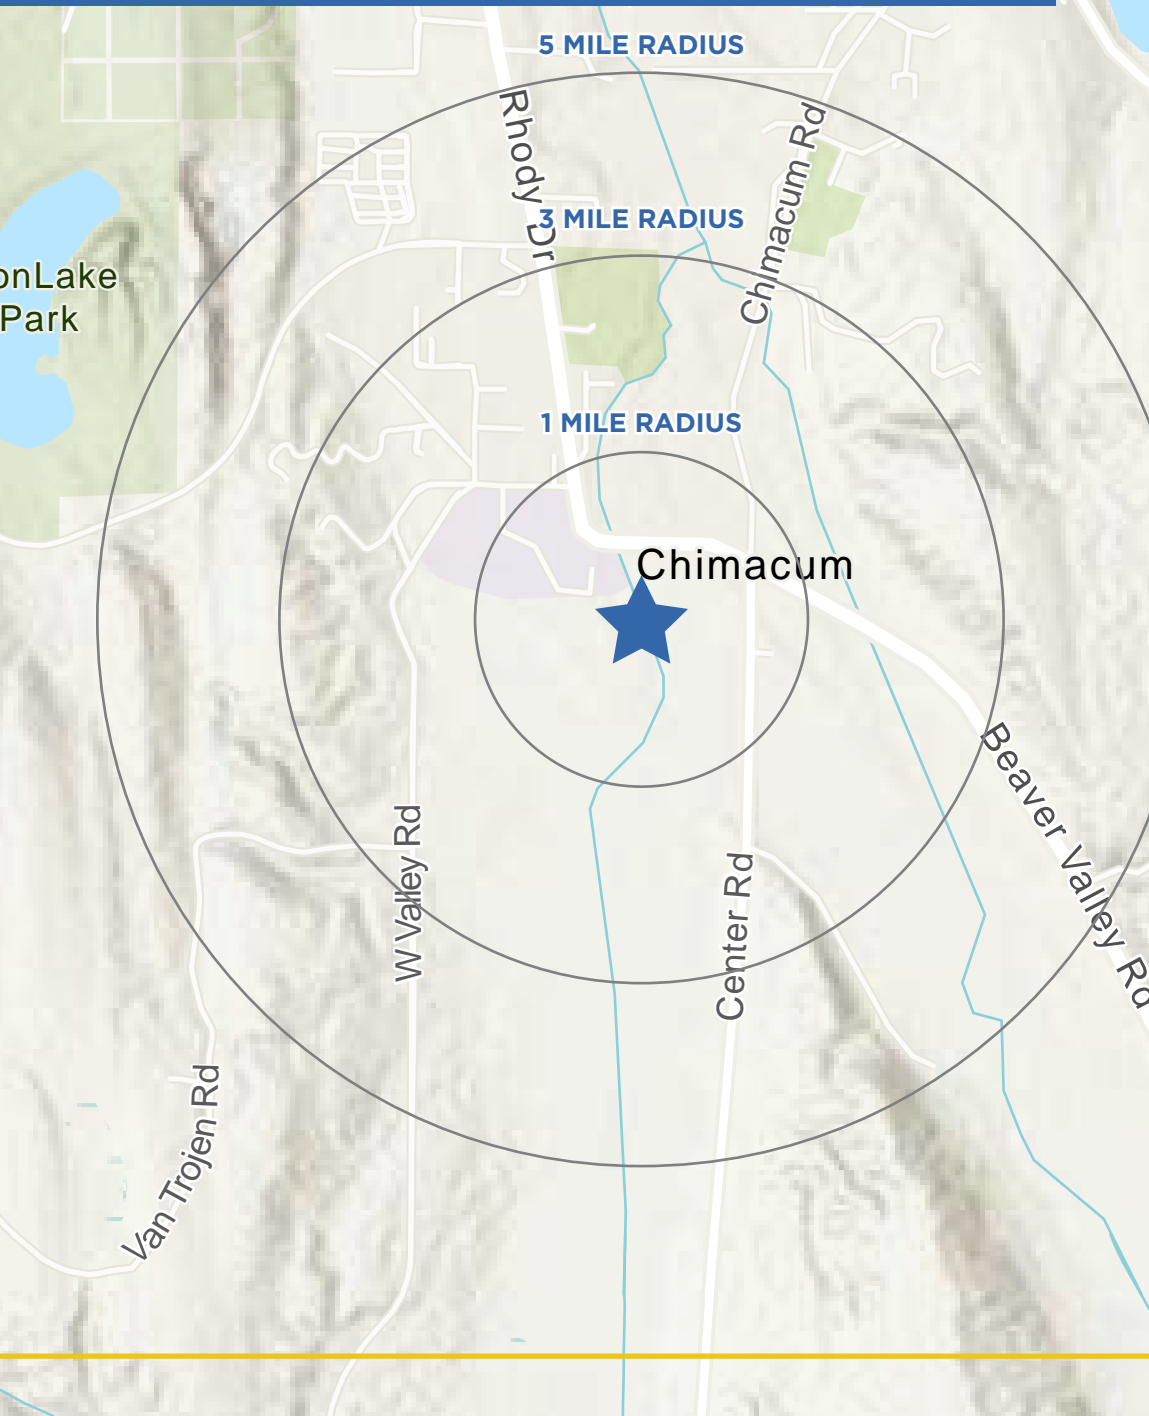 5 MILE RADIUS
Rhody Dr
Chimacum Rd
3 MILE RADIUS
onLake
Park
1 MILE RADIUS
Chimacum
Beaver Valley Rd
W Valley Rd
Center Rd
Van Trojen Rd